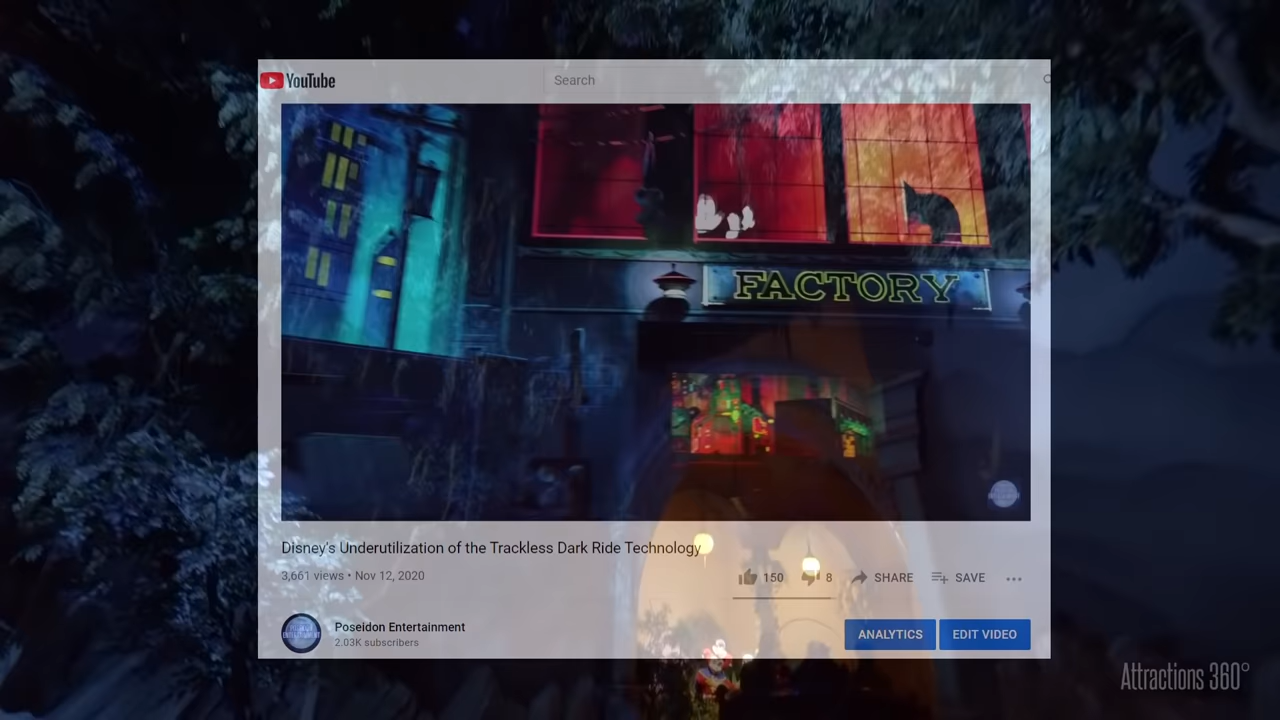 YouTube
Search
FACTORY
Disney's Underutilization of the Trackless Dark Ride Technology
3,661 views • Nov 12, 2020
150
8
SHARE
SAVE
Poseidon Entertainment
2.03K subscribers
ANALYTICS
EDIT VIDEO
Attractions 360°